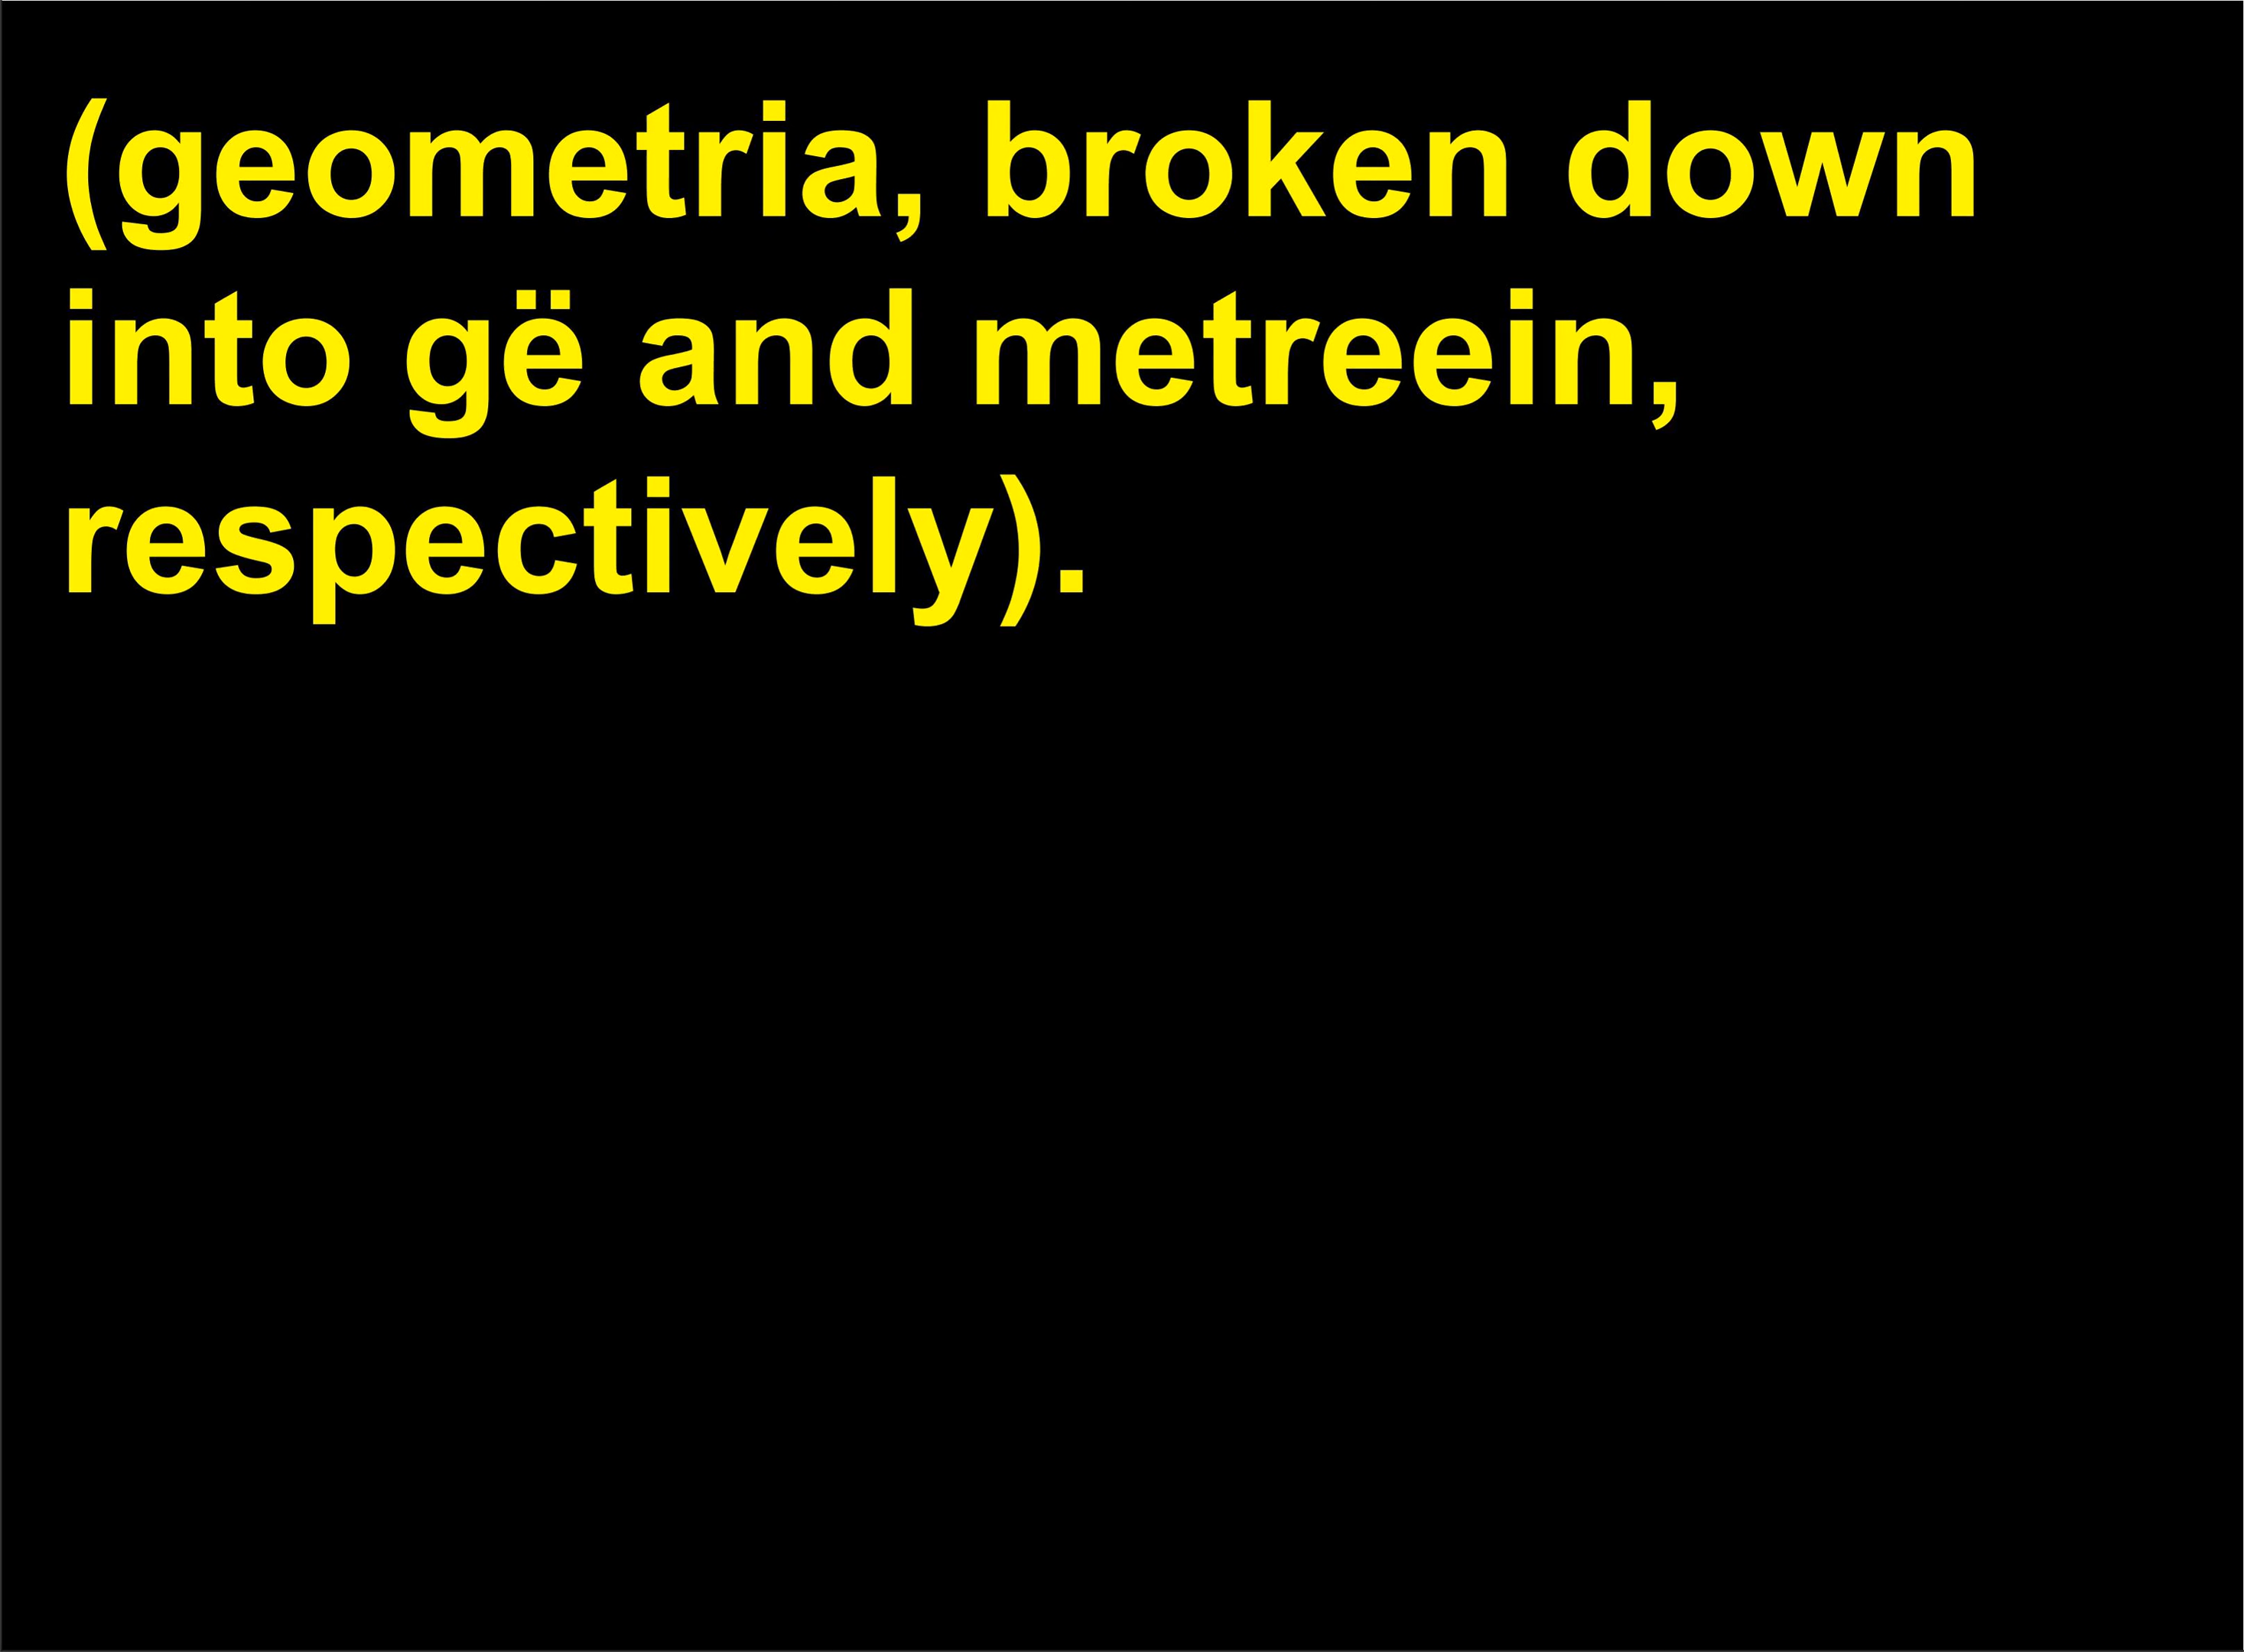 (geometria, broken down
into gë and metreein,
respectively).